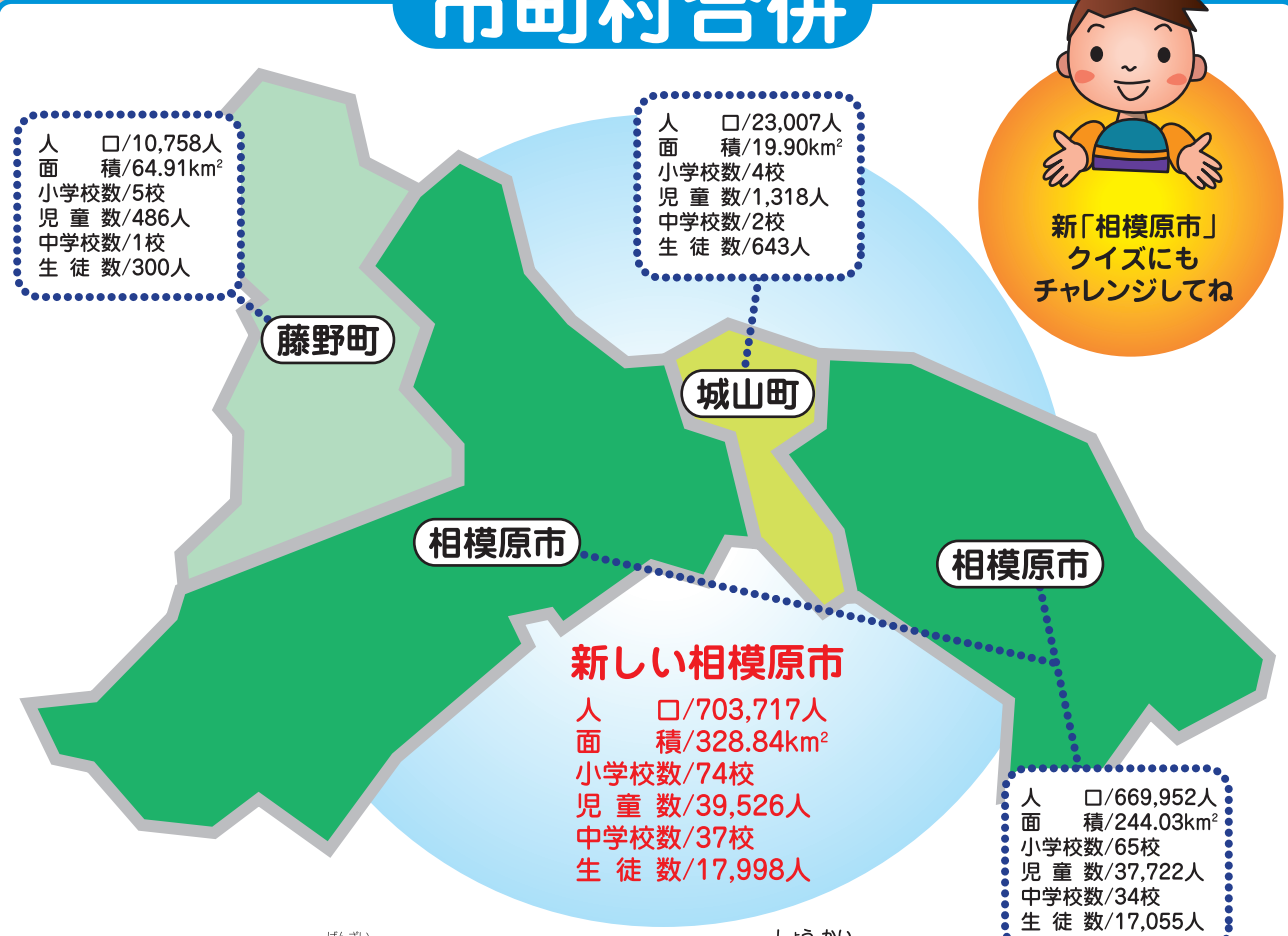 市町村合併
人　　口/10,758人
面　　積/64.91km²
小学校数/5校
児 童 数/486人
中学校数/1校
生 徒 数/300人
藤野町
人　　口/23,007人
面　　積/19.90km²
小学校数/4校
児 童 数/1,318人
中学校数/2校
生 徒 数/643人
城山町
新「相模原市」
クイズにも
チャレンジしてね
相模原市
相模原市
新しい相模原市
人　　口/703,717人
面　　積/328.84km²
小学校数/74校
児 童 数/39,526人
中学校数/37校
生 徒 数/17,998人
人　　口/669,952人
面　　積/244.03km²
小学校数/65校
児 童 数/37,722人
中学校数/34校
生 徒 数/17,055人